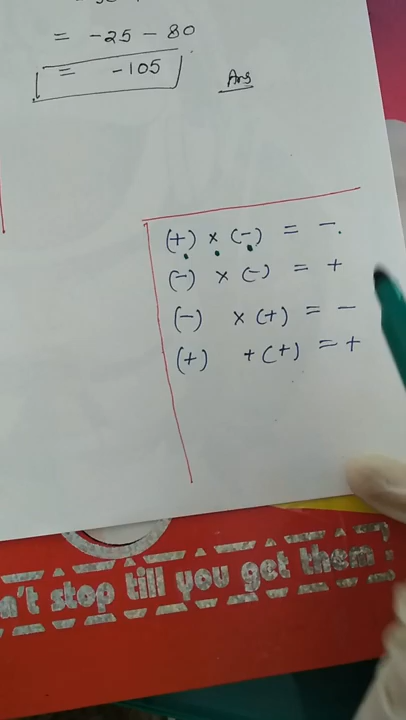 = -25 - 80
= -105
Ans
(+) × (-) = -.
(-) × (-) = +
(-) × (+) = -
(+) + (+) = +
't stop till you get them